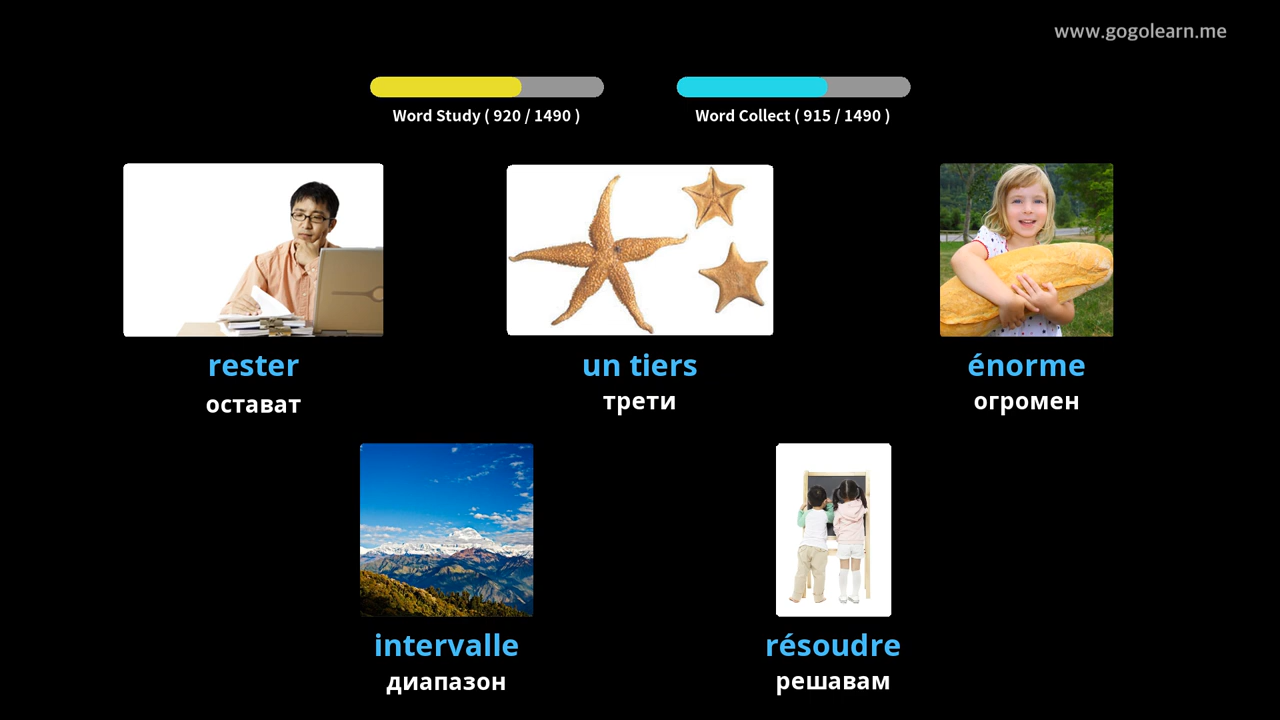 www.gogolearn.me
Word Study ( 920 / 1490 )
Word Collect ( 915 / 1490 )
rester
остават
un tiers
трети
énorme
огромен
intervalle
диапазон
résoudre
решавам